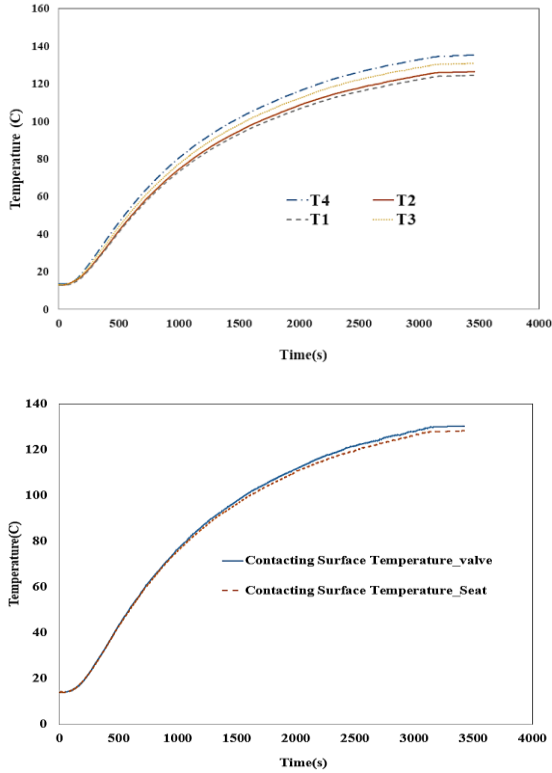 160
140
120
100
80
60
40
20
0
Temperature (C)
T4 T2
T1 T3
0 500 1000 1500 2000 2500 3000 3500 4000
Time(s)
140
120
100
80
60
40
20
0
Temperature(C)
Contacting Surface Temperature_valve
Contacting Surface Temperature_Seat
0 500 1000 1500 2000 2500 3000 3500 4000
Time(s)